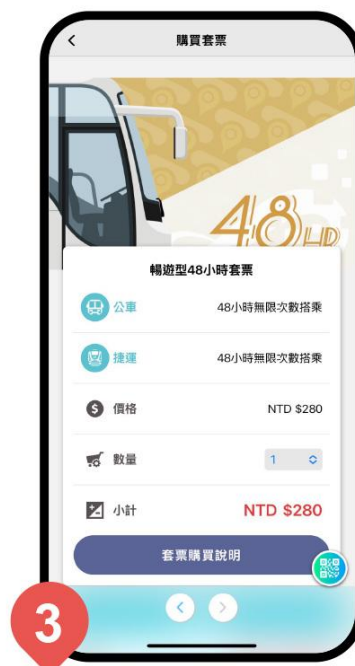 購買套票
48HR
暢遊型48小時套票
公車 48小時無限次數搭乘
捷運 48小時無限次數搭乘
價格 NTD $280
數量 1
小計 NTD $280
套票購買說明
3